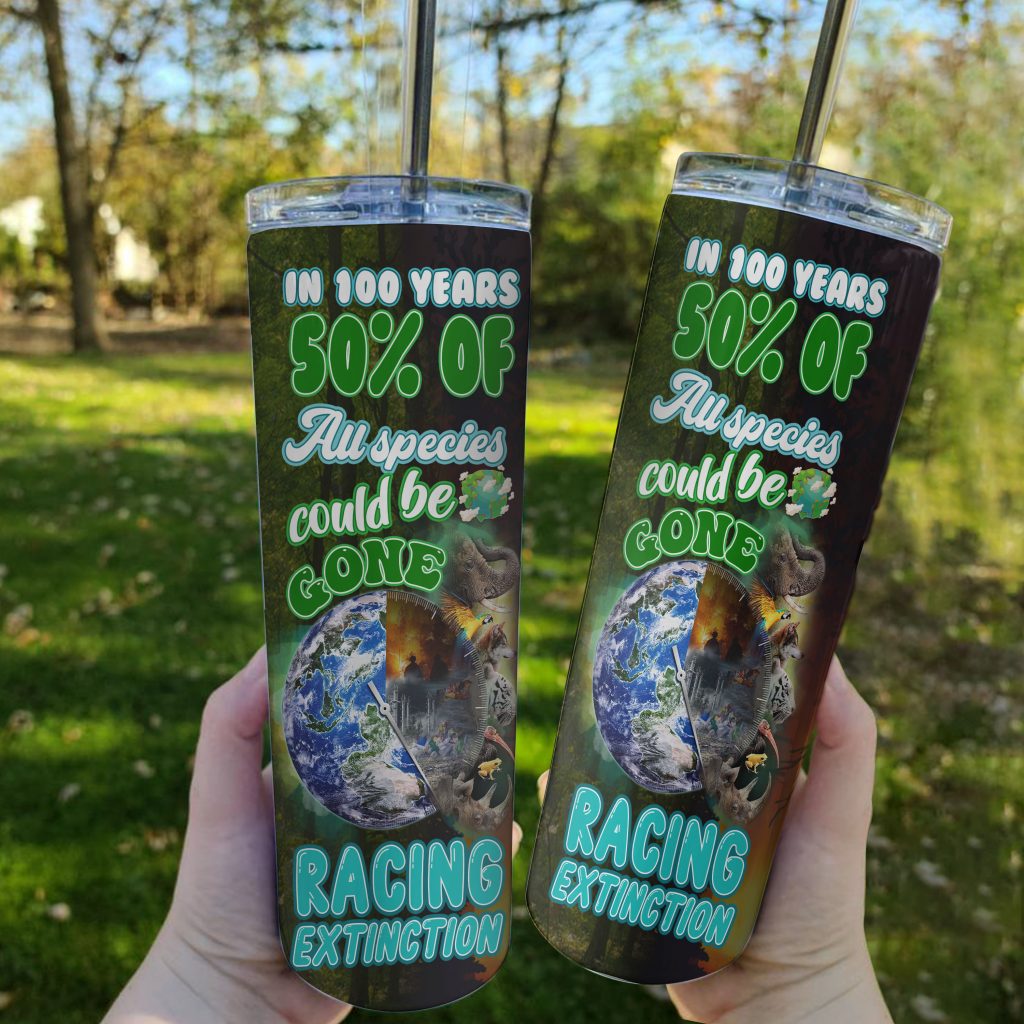 IN 100 YEARS
50% OF
All species
could be
GONE
RACING
EXTINCTION
IN 100 YEARS
50% OF
All species
could be
GONE
RACING
EXTINCTION